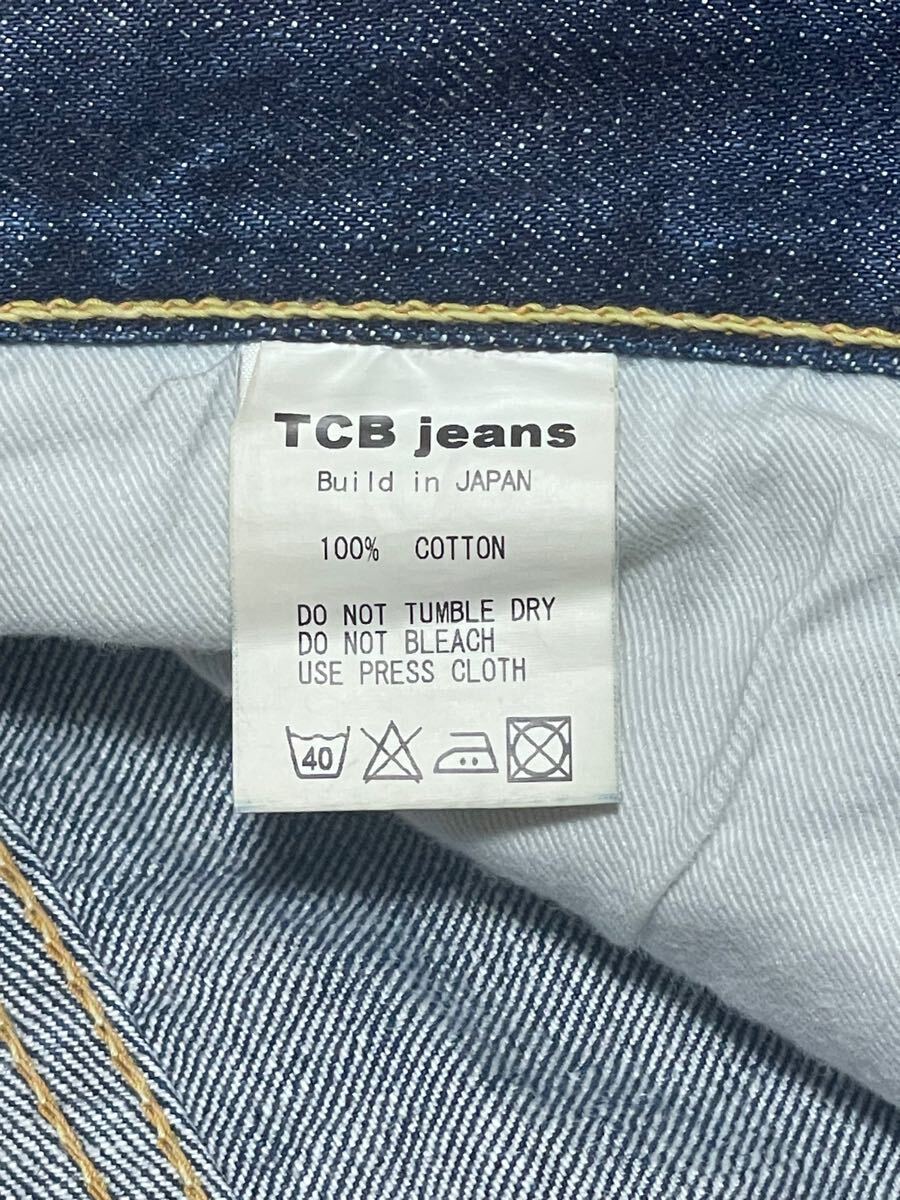 TCB jeans
Build in JAPAN
100% COTTON
DO NOT TUMBLE DRY
DO NOT BLEACH
USE PRESS CLOTH
40